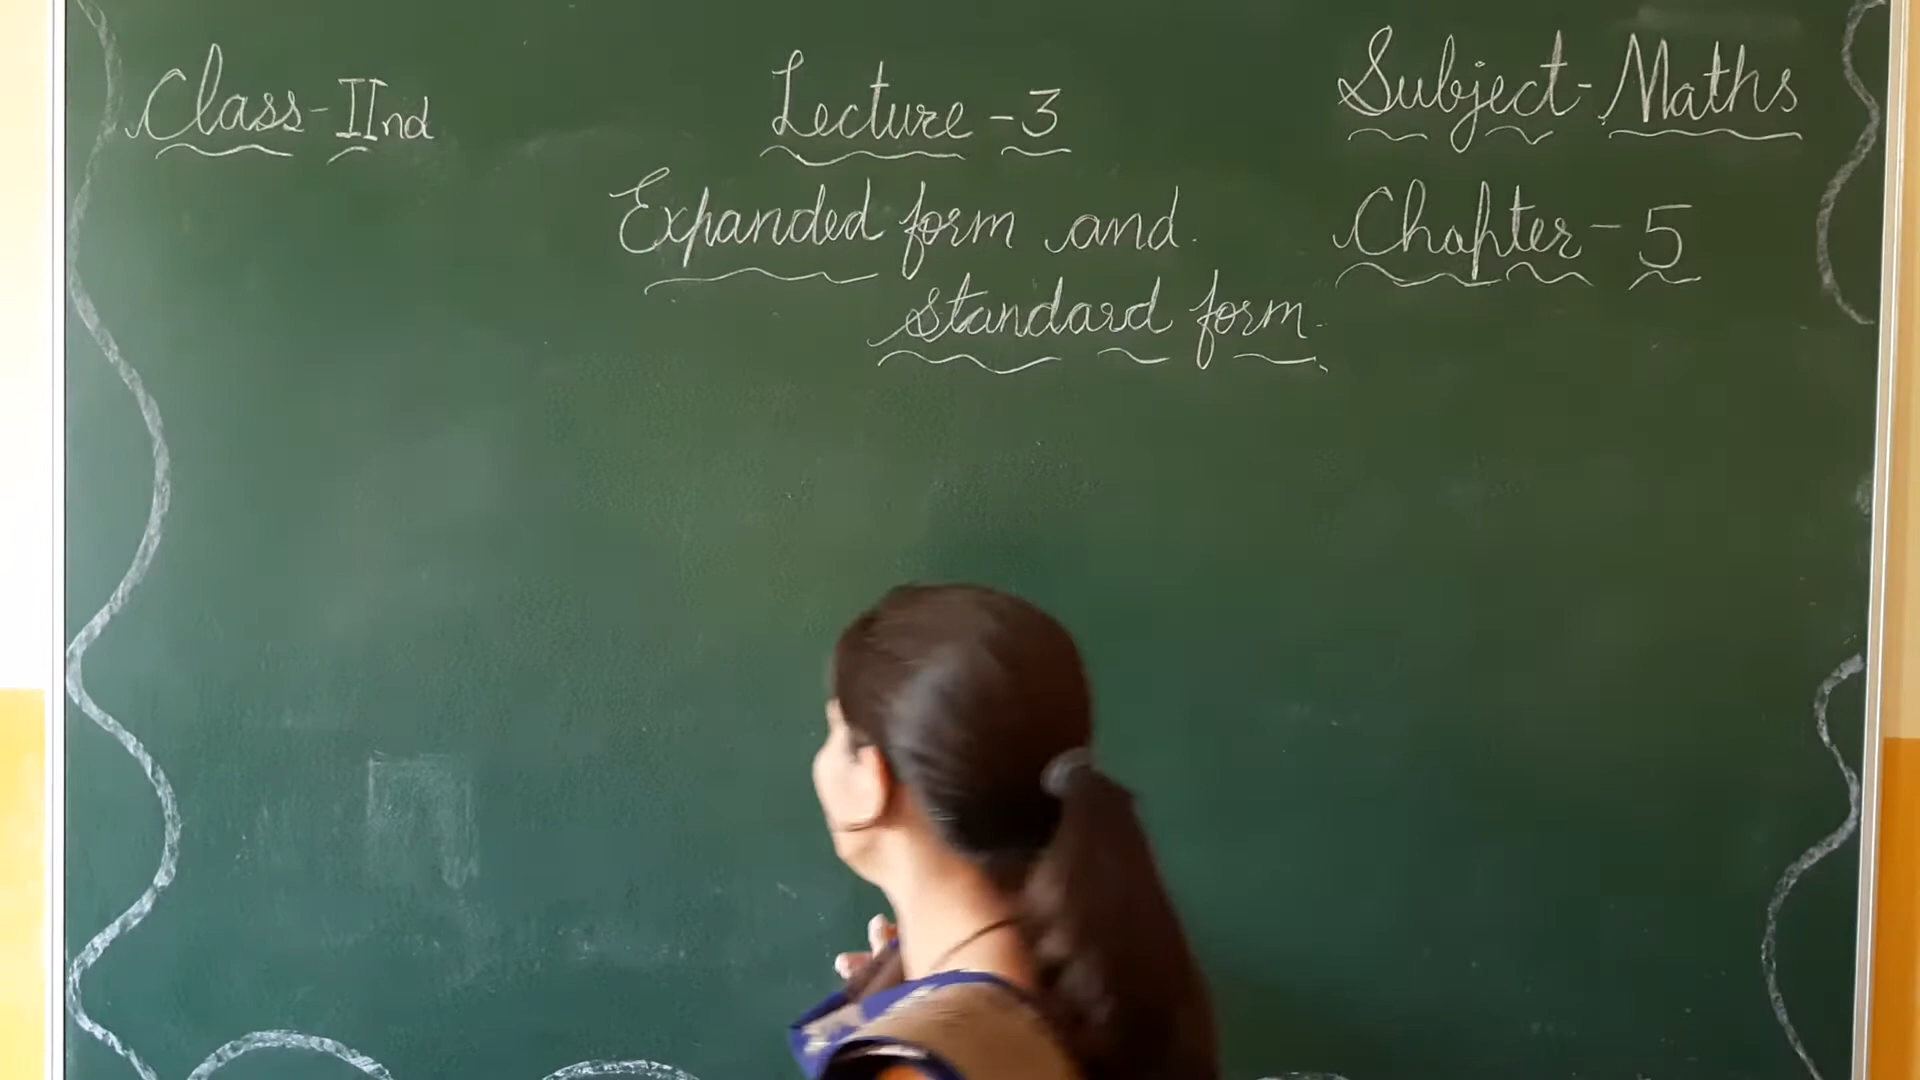 Class-IInd
Lecture-3
Subject-Maths
Expanded form and
standard form.
Chapter-5